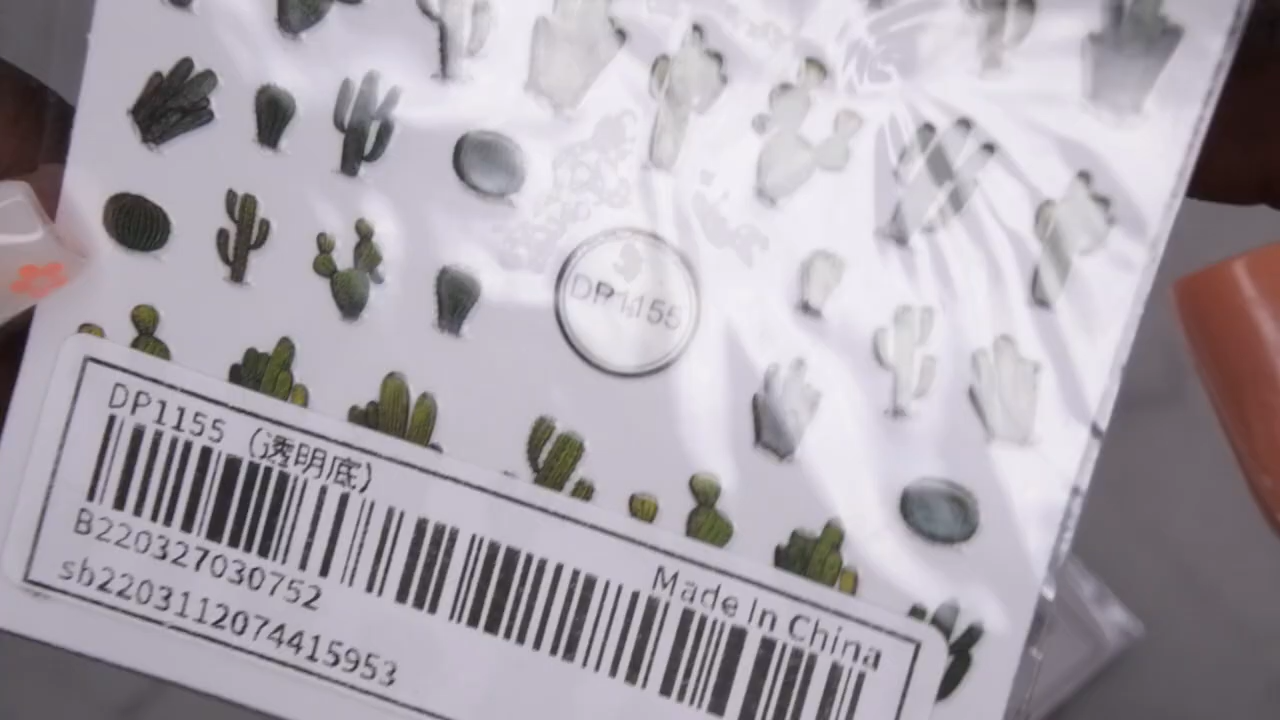 DP1155
DP1155 (透明底)
B220327030752
Made In China
sb2203112074415953